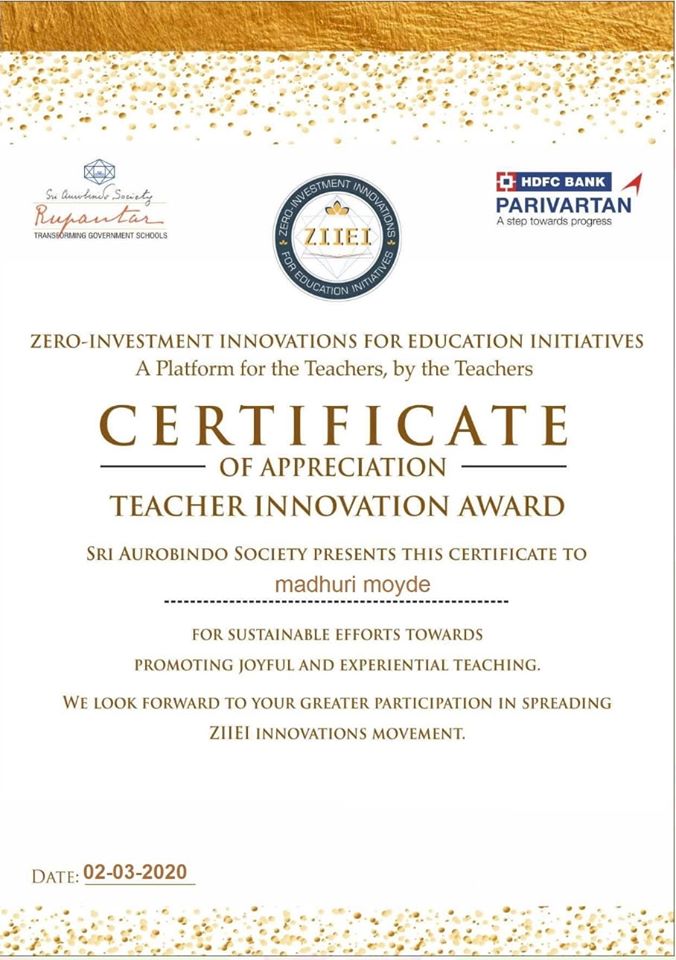 Sri Aurobindo Society
Rupantar
TRANSFORMING GOVERNMENT SCHOOLS
ZERO-INVESTMENT INNOVATIONS
ZIIEI
FOR EDUCATION INITIATIVES
HDFC BANK
PARIVARTAN
A step towards progress
ZERO-INVESTMENT INNOVATIONS FOR EDUCATION INITIATIVES
A Platform for the Teachers, by the Teachers
CERTIFICATE
OF APPRECIATION
TEACHER INNOVATION AWARD
SRI AUROBINDO SOCIETY PRESENTS THIS CERTIFICATE TO
madhuri moyde
FOR SUSTAINABLE EFFORTS TOWARDS
PROMOTING JOYFUL AND EXPERIENTIAL TEACHING.
WE LOOK FORWARD TO YOUR GREATER PARTICIPATION IN SPREADING
ZIIEI INNOVATIONS MOVEMENT.
DATE: 02-03-2020